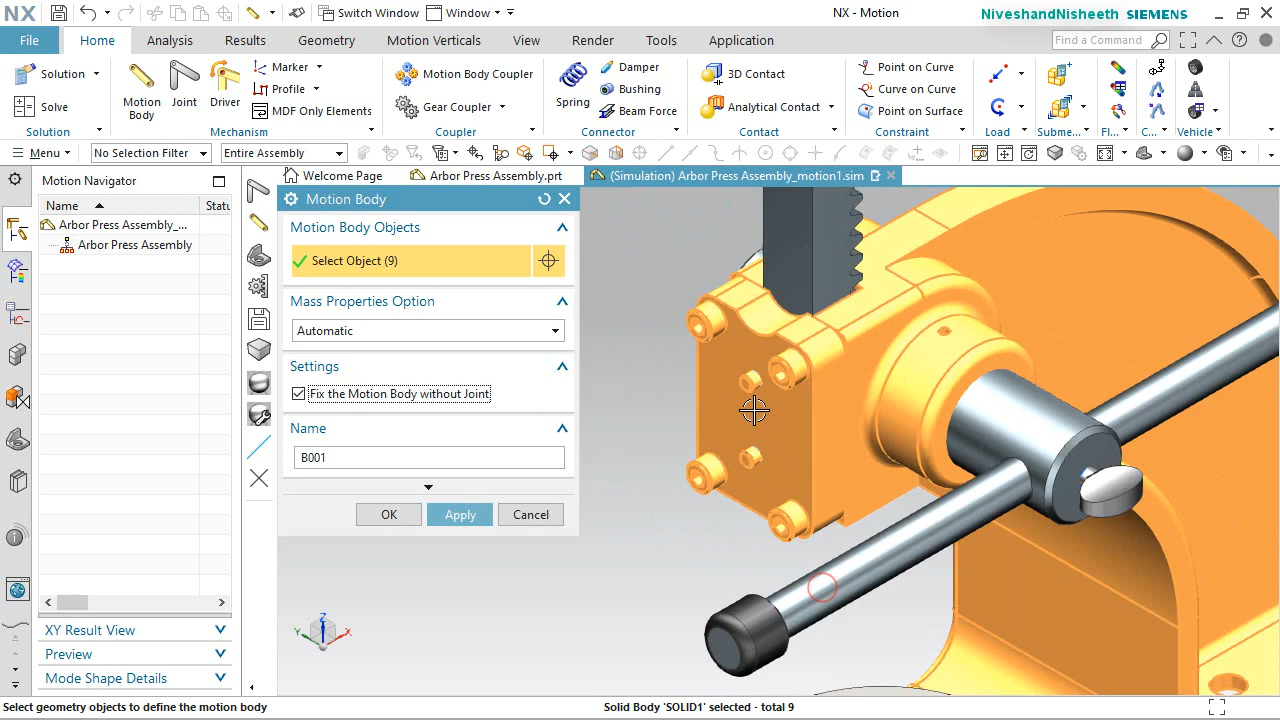 NX
Switch Window
Window
NX - Motion
NiveshandNisheeth SIEMENS
File
Home
Analysis
Results
Geometry
Motion Verticals
View
Render
Tools
Application
Find a Command
Solution
Solve
Solution
Motion Body
Joint
Driver
Marker
Profile
MDF Only Elements
Mechanism
Motion Body Coupler
Gear Coupler
Coupler
Spring
Damper
Bushing
Beam Force
Connector
3D Contact
Analytical Contact
Contact
Point on Curve
Curve on Curve
Point on Surface
Constraint
Load
Subme...
Fl...
C...
Vehicle
Menu
No Selection Filter
Entire Assembly
Motion Navigator
Name
Statu
Arbor Press Assembly_...
Arbor Press Assembly
XY Result View
Preview
Mode Shape Details
Welcome Page
Arbor Press Assembly.prt
(Simulation) Arbor Press Assembly_motion1.sim
Motion Body
Motion Body Objects
Select Object (9)
Mass Properties Option
Automatic
Settings
Fix the Motion Body without Joint
Name
B001
OK
Apply
Cancel
Z
Y
X
Select geometry objects to define the motion body
Solid Body 'SOLID1' selected - total 9